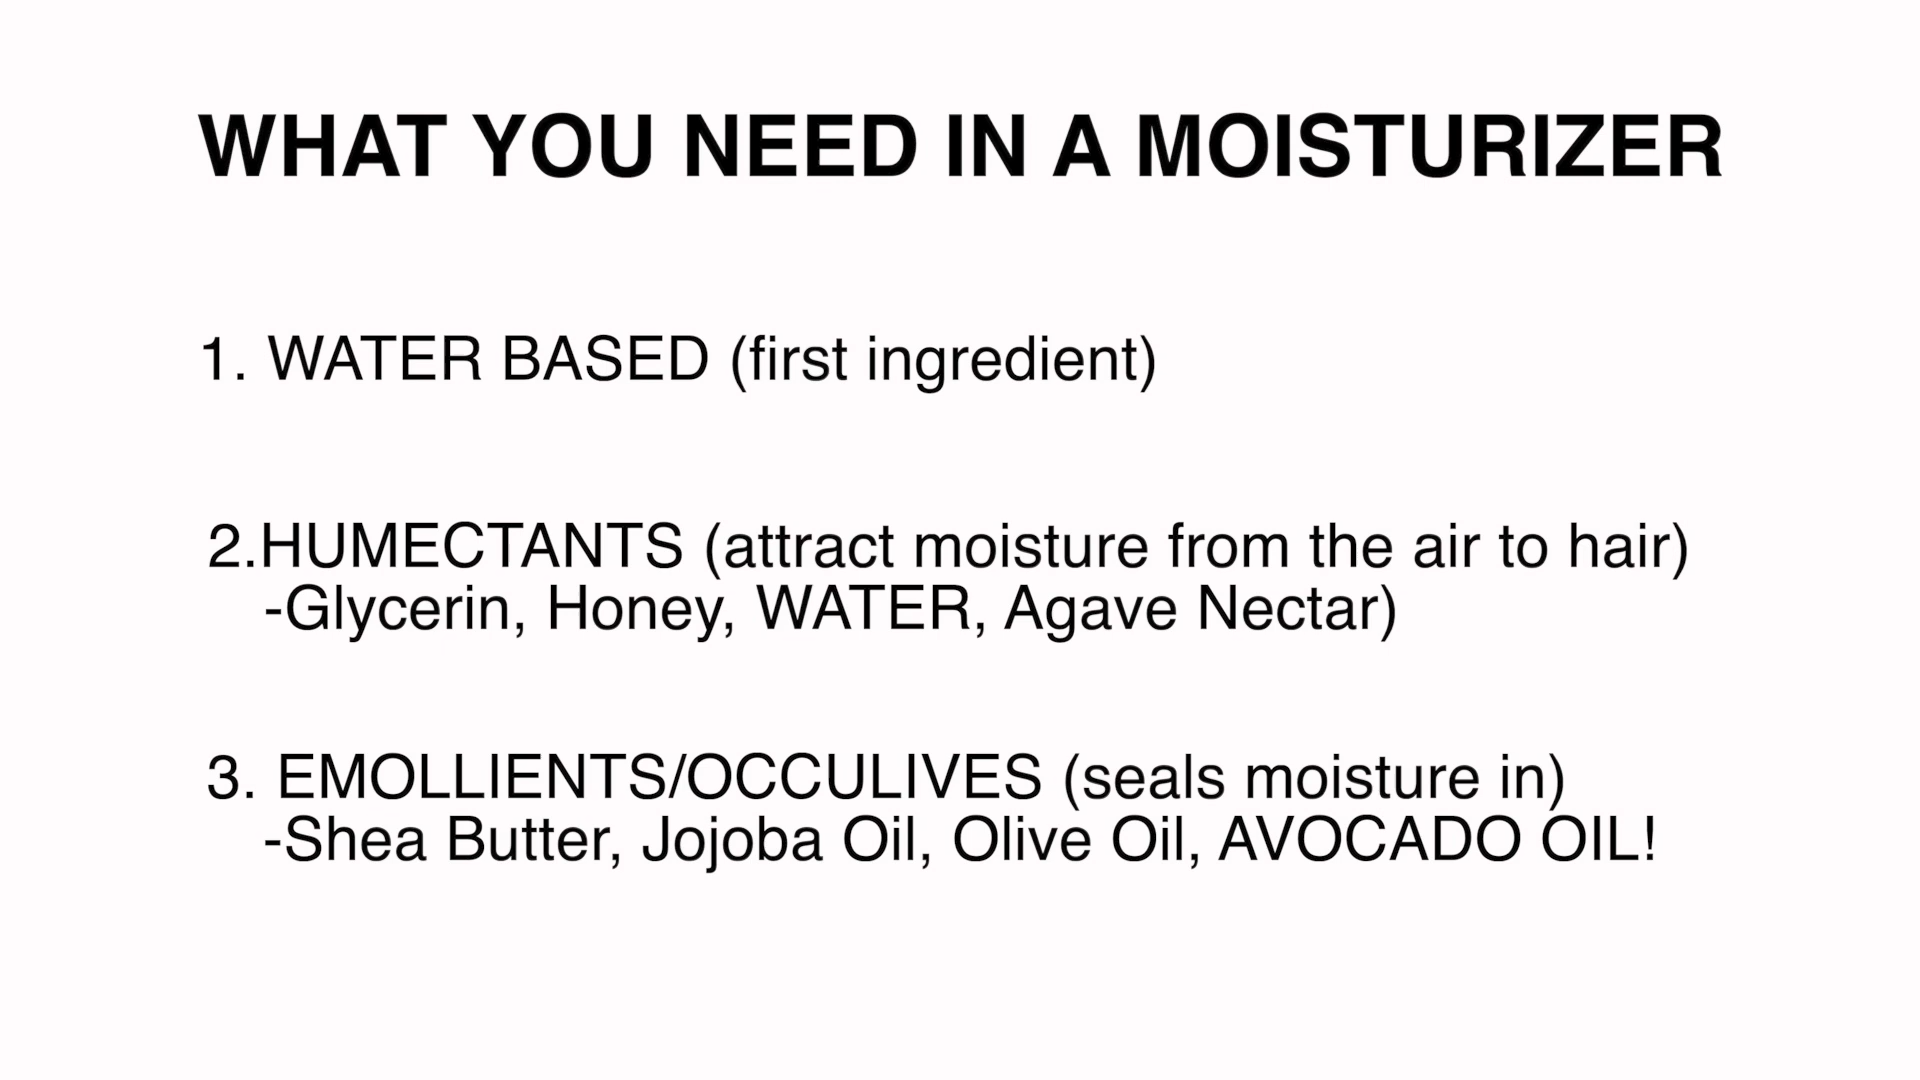 WHAT YOU NEED IN A MOISTURIZER
1. WATER BASED (first ingredient)
2.HUMECTANTS (attract moisture from the air to hair)
-Glycerin, Honey, WATER, Agave Nectar)
3. EMOLLIENTS/OCCULIVES (seals moisture in)
-Shea Butter, Jojoba Oil, Olive Oil, AVOCADO OIL!